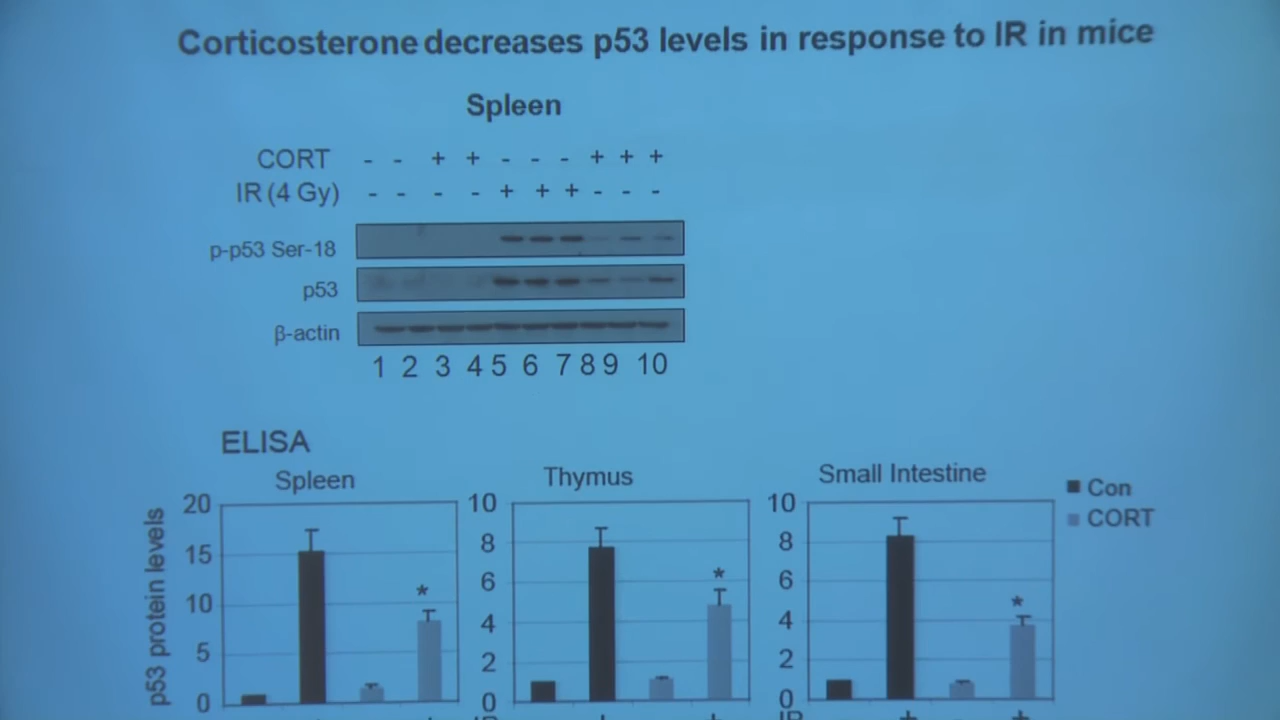 Corticosterone decreases p53 levels in response to IR in mice
Spleen
CORT - - + + - - - + + +
IR (4 Gy) - - - - + + + - - -
p-p53 Ser-18
p53
β-actin
1 2 3 4 5 6 7 8 9 10
ELISA
Spleen
Thymus
Small Intestine
Con
CORT
p53 protein levels
20
15
10
5
0
10
8
6
4
2
0
10
8
6
4
2
0
*
*
*